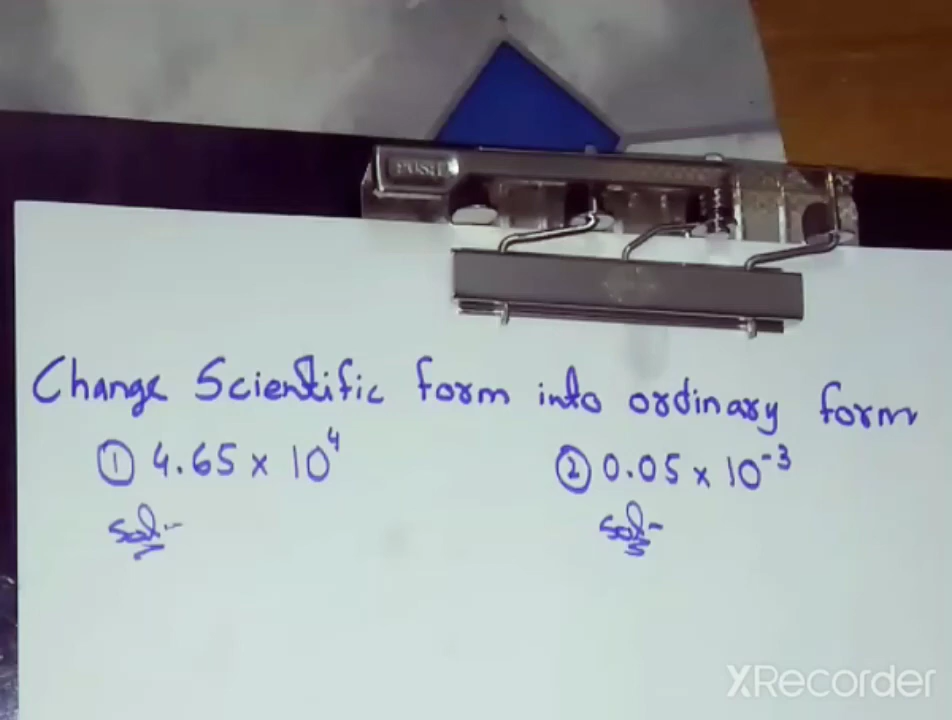 PUSH
Change Scientific form into ordinary form
① 4.65 × 10⁴ ② 0.05 × 10⁻³
Sol:- Sol:-
XRecorder